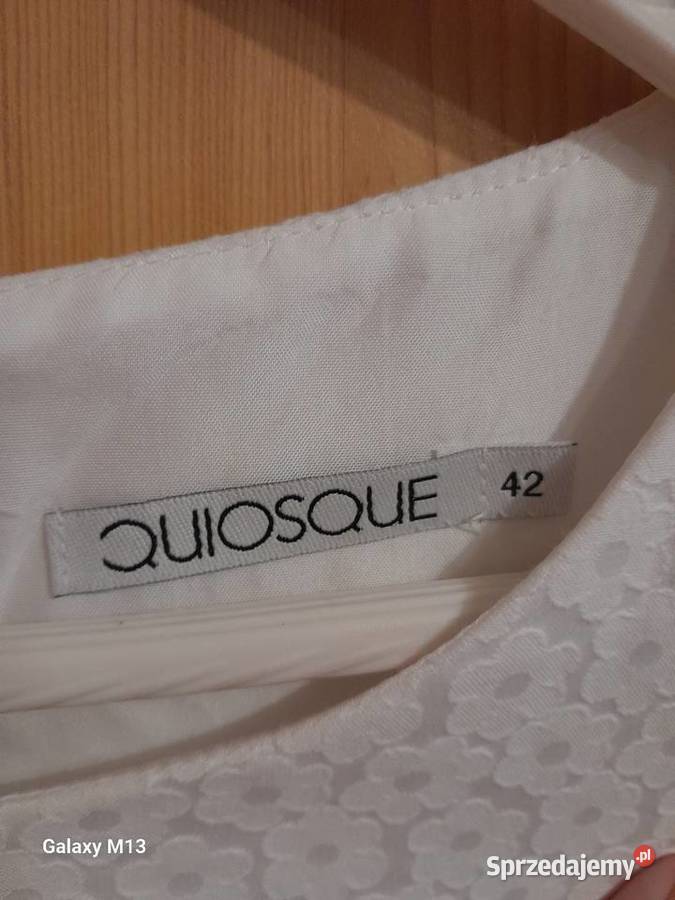 QUIOSQUE 42
Galaxy M13
Sprzedajemy.pl